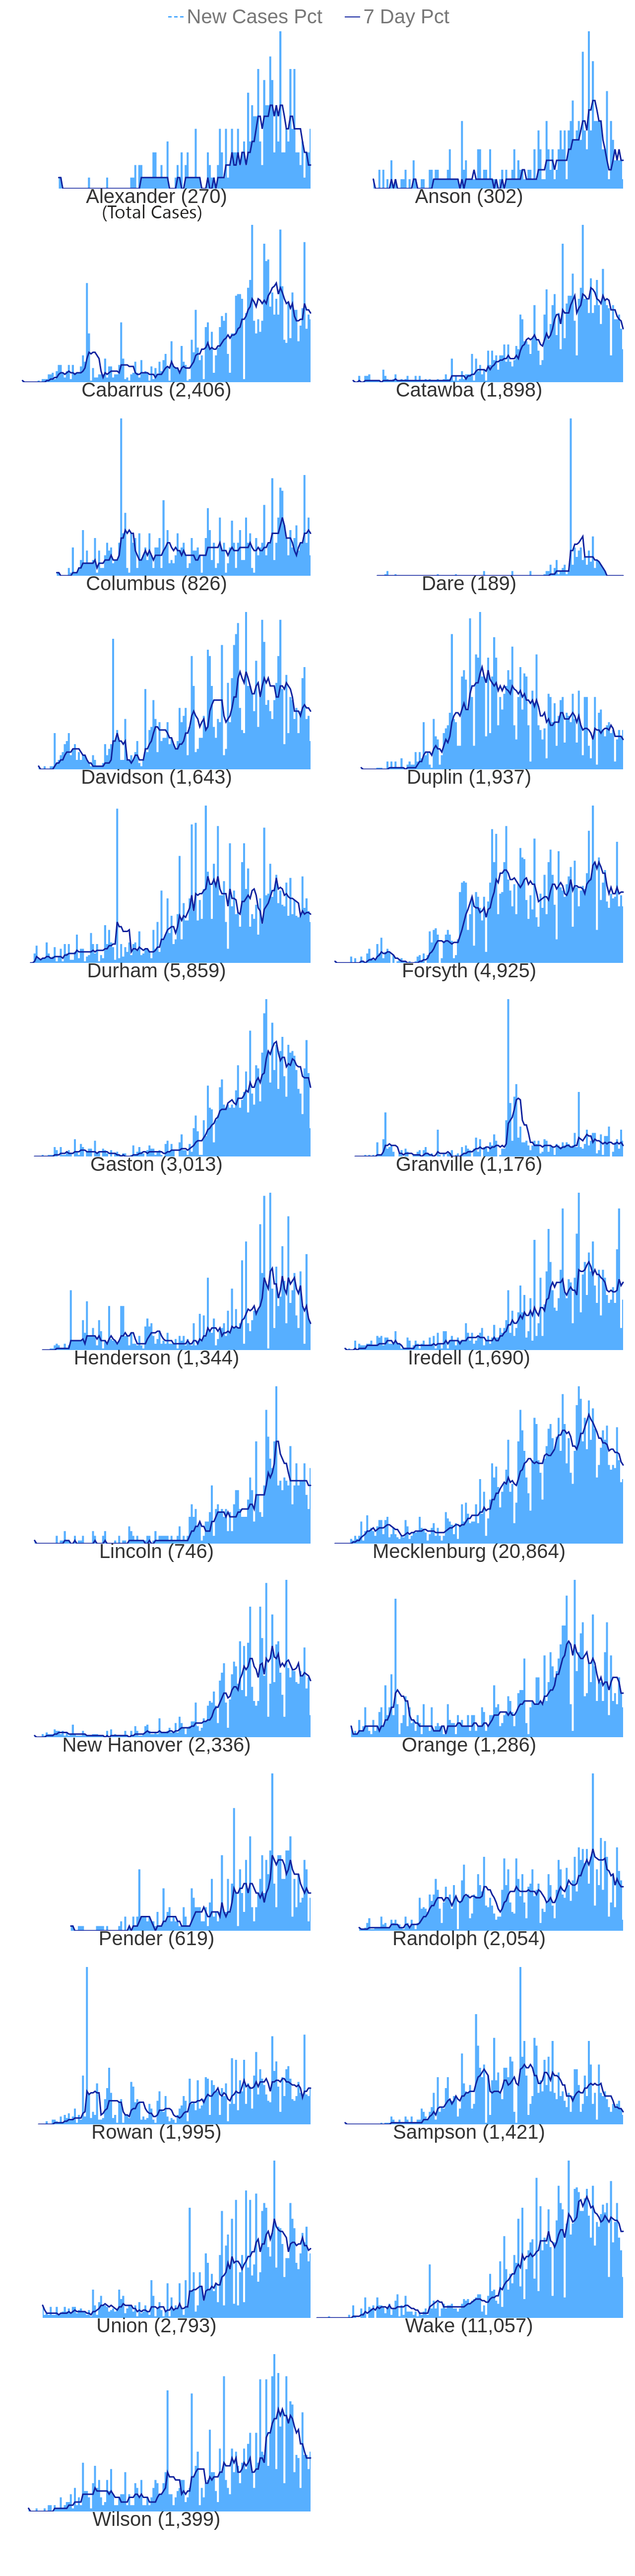 New Cases Pct 7 Day Pct
Alexander (270) Anson (302)
(Total Cases)
Cabarrus (2,406) Catawba (1,898)
Columbus (826) Dare (189)
Davidson (1,643) Duplin (1,937)
Durham (5,859) Forsyth (4,925)
Gaston (3,013) Granville (1,176)
Henderson (1,344) Iredell (1,690)
Lincoln (746) Mecklenburg (20,864)
New Hanover (2,336) Orange (1,286)
Pender (619) Randolph (2,054)
Rowan (1,995) Sampson (1,421)
Union (2,793) Wake (11,057)
Wilson (1,399)